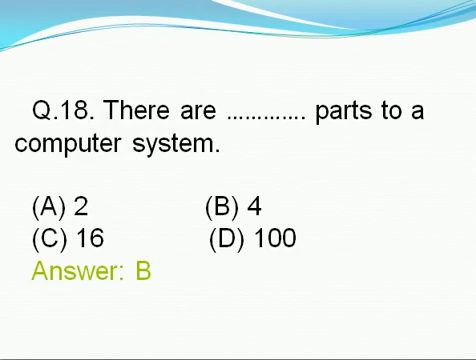 Q.18. There are ............. parts to a
computer system.
(A) 2 (B) 4
(C) 16 (D) 100
Answer: B